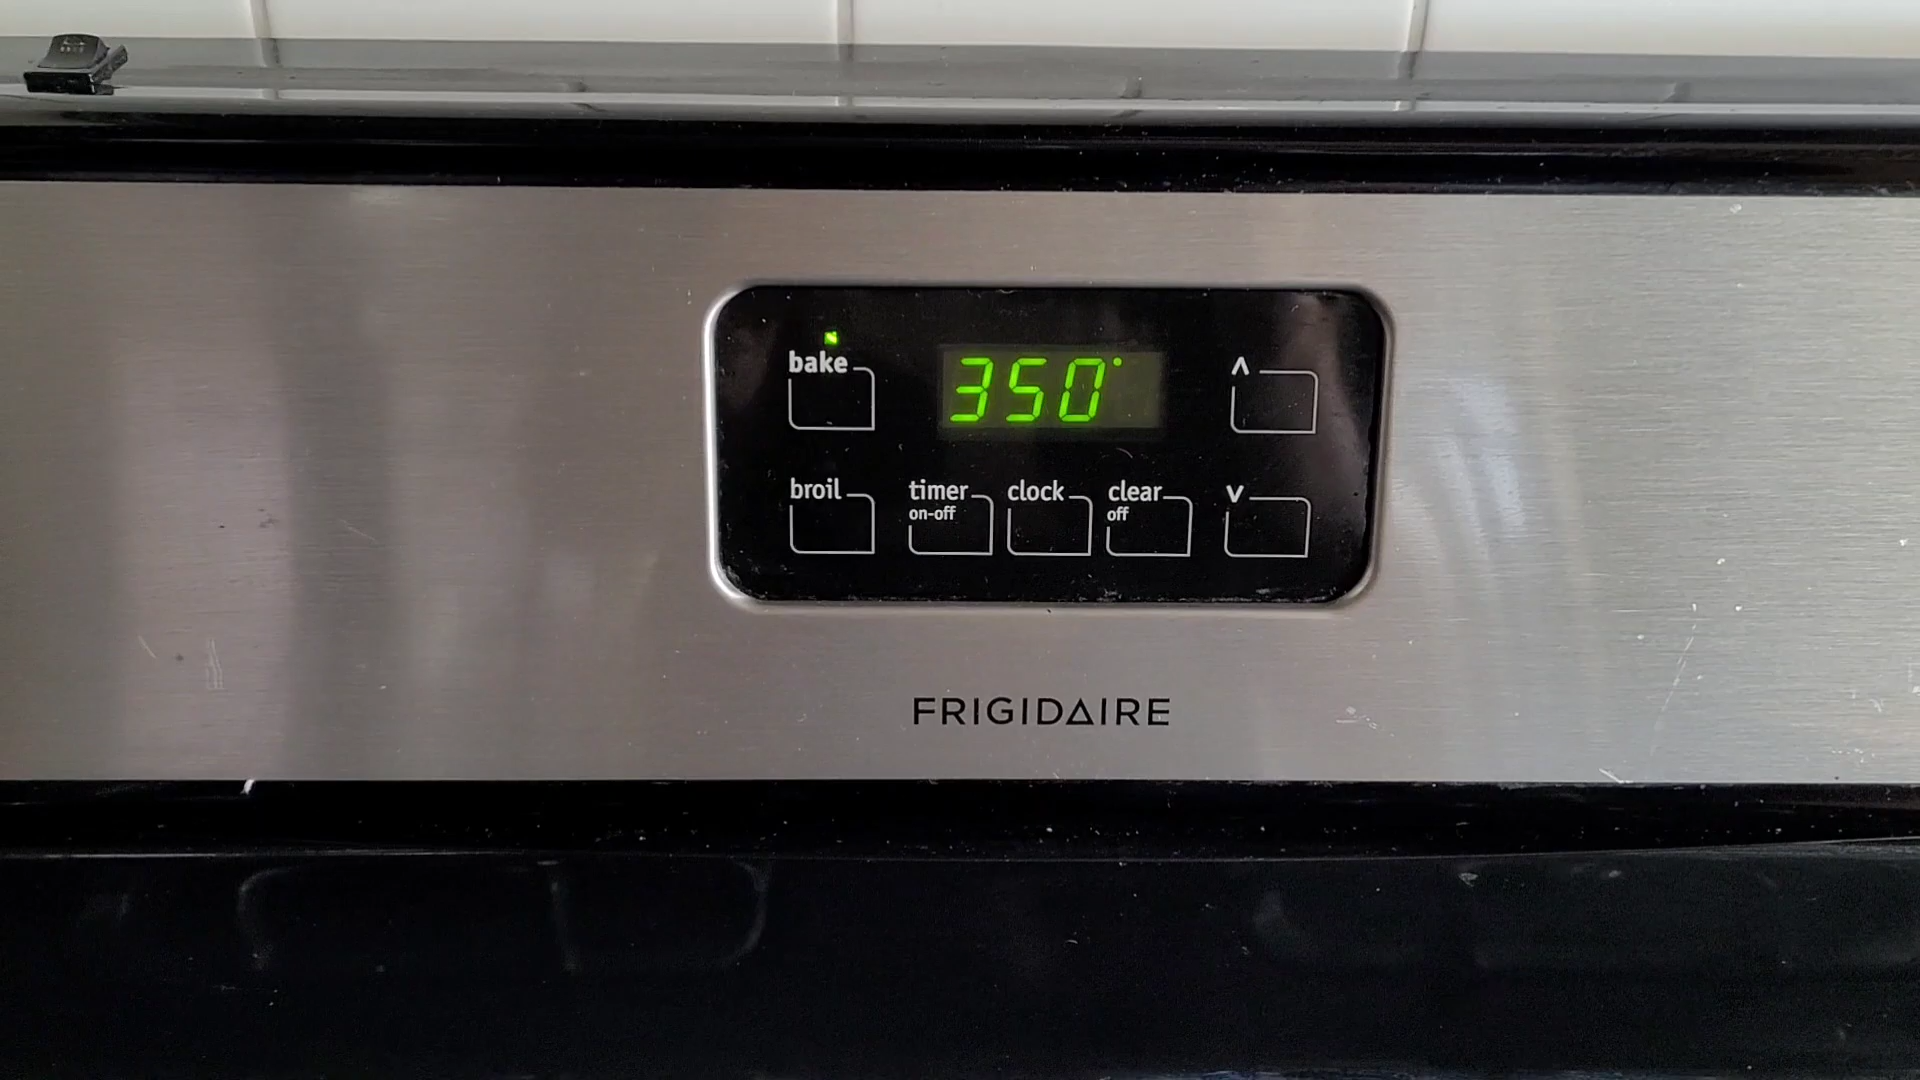 bake
350°
^
broil
timer
on-off
clock
clear
off
v
FRIGIDAIRE